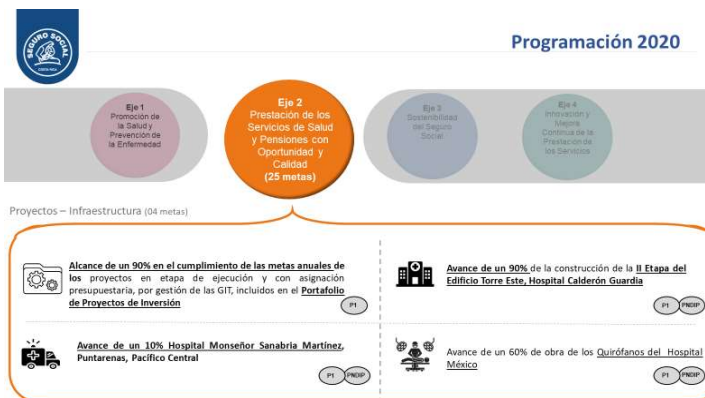 SEGURO SOCIAL
COSTA RICA
Programación 2020
Eje 1
Promoción de
la Salud y
Prevención de
la Enfermedad
Eje 2
Prestación de los
Servicios de Salud
y Pensiones con
Oportunidad y
Calidad
(25 metas)
Eje 3
Sostenibilidad
del Seguro
Social
Eje 4
Innovación y
Mejora
Continua de la
Prestación de
los Servicios
Proyectos – Infraestructura (04 metas)
Alcance de un 90% en el cumplimiento de las metas anuales de
los proyectos en etapa de ejecución y con asignación
presupuestaria, por gestión de las GIT, incluidos en el Portafolio
de Proyectos de Inversión
P1
Avance de un 90% de la construcción de la II Etapa del
Edificio Torre Este, Hospital Calderón Guardia
P1 PNDIP
Avance de un 10% Hospital Monseñor Sanabria Martínez,
Puntarenas, Pacífico Central
P1 PNDIP
Avance de un 60% de obra de los Quirófanos del Hospital
México
P1 PNDIP